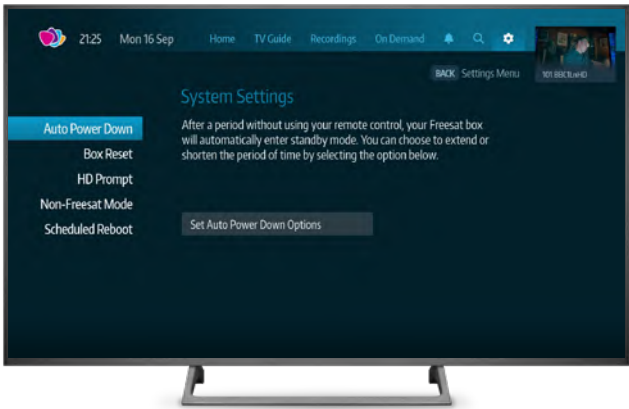 21:25 Mon 16 Sep Home TV Guide Recordings On Demand
BACK Settings Menu
System Settings
Auto Power Down
Box Reset
HD Prompt
Non-Freesat Mode
Scheduled Reboot
After a period without using your remote control, your Freesat box
will automatically enter standby mode. You can choose to extend or
shorten the period of time by selecting the option below.
Set Auto Power Down Options